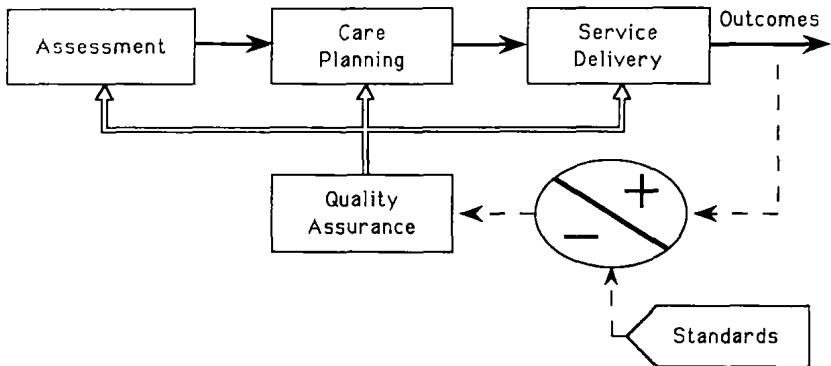 Assessment
Care
Planning
Service
Delivery
Outcomes
Quality
Assurance
+
−
Standards